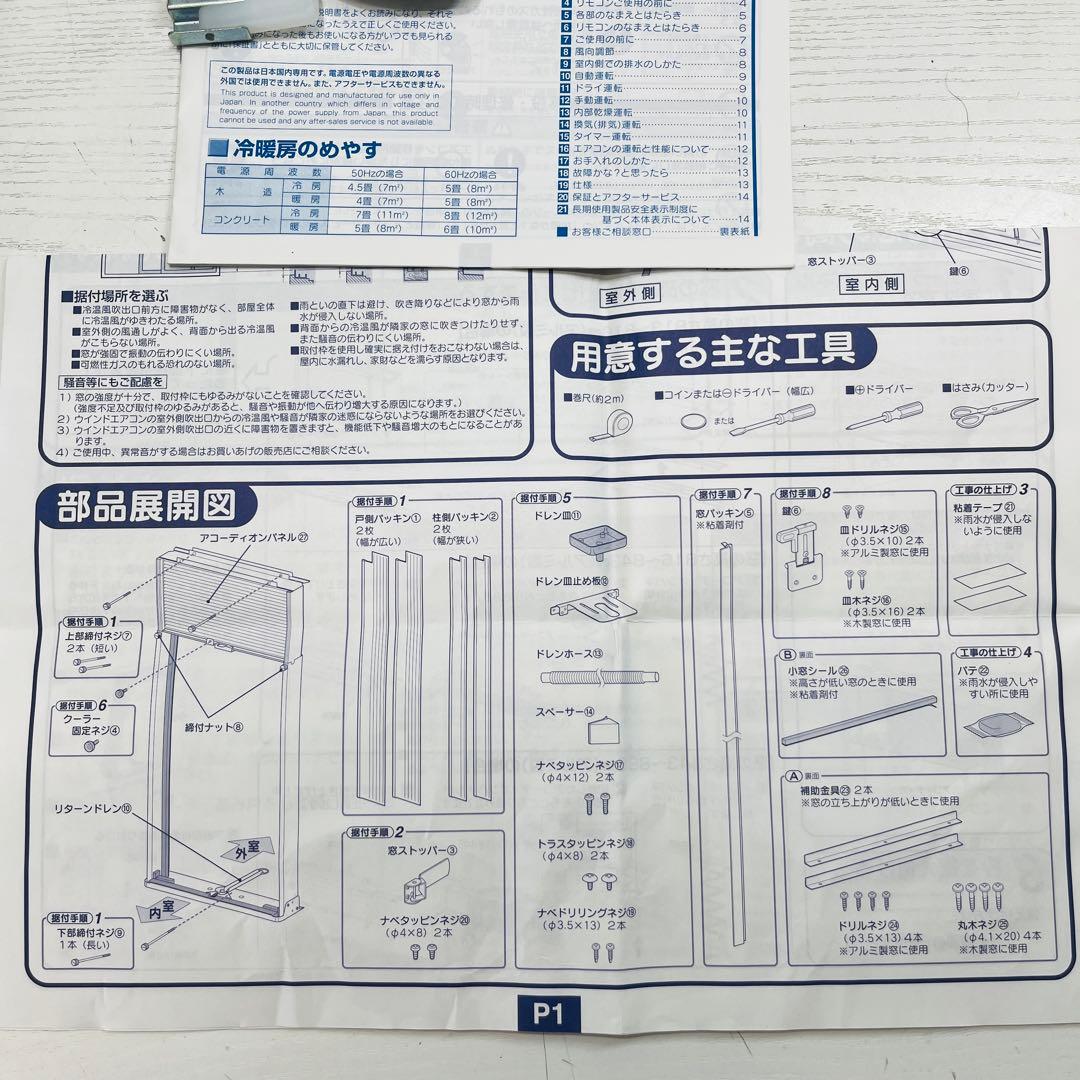 説明書をよくお読みになり、それぞ
になったうえで正しくご使用ください。
みになった後もお使いになる方がいつでも見られる
「保証書」とともに大切に保管してください。
この製品は日本国内専用です。電源電圧や電源周波数の異なる
外国では使用できません。また、アフターサービスもできません。
This product is designed and manufactured for use only in
Japan. In another country which differs in voltage and
frequency of the power supply from Japan, this product
cannot be used and any after-sales service is not available.
■冷暖房のめやす
電源周波数 50Hzの場合 60Hzの場合
木造 冷房 4.5畳（7m²） 5畳（8m²）
暖房 4畳（7m²） 5畳（8m²）
コンクリート 冷房 7畳（11m²） 8畳（12m²）
暖房 5畳（8m²） 6畳（10m²）
4 リモコンご使用の前に 4
5 各部のなまえとはたらき 5
6 リモコンのなまえとはたらき 6
7 ご使用の前に 7
8 風向調節 8
9 室内側での排水のしかた 8
10 自動運転 9
11 ドライ運転 9
12 手動運転 10
13 内部乾燥運転 10
14 換気(排気)運転 11
15 タイマー運転 11
16 エアコンの運転と性能について 12
17 お手入れのしかた 12
18 故障かな？と思ったら 13
19 仕様 13
20 保証とアフターサービス 14
21 長期使用製品安全表示制度に
基づく本体表示について 14
■お客様ご相談窓口 裏表紙
■据付場所を選ぶ
■冷温風吹出口前方に障害物がなく、部屋全体
に冷温風がゆきわたる場所。
■室外側の風通しがよく、背面から出る冷温風
がこもらない場所。
■窓が強固で振動の伝わりにくい場所。
■可燃性ガスのもれる恐れのない場所。
■雨といの直下は避け、吹き降りなどにより窓から雨
水が侵入しない場所。
■背面からの冷温風が隣家の窓に吹きつけたりせず、
また騒音の伝わりにくい場所。
■取付枠を使用し確実に据え付けをおこなわない場合は、
屋内に水漏れし、家財などを濡らす原因となります。
騒音等にもご配慮を
1）窓の強度が十分で、取付枠にもゆるみがないことを確認してください。
（強度不足及び取付枠のゆるみがあると、騒音や振動が他へ伝わり増大する原因になります。）
2）ウインドエアコンの室外側吹出口からの冷温風や騒音が隣家の迷惑にならないような場所をお選びください。
3）ウインドエアコンの室外側吹出口の近くに障害物を置きますと、機能低下や騒音増大のもとになることがあ
ります。
4）ご使用中、異常音がする場合はお買いあげの販売店にご相談ください。
窓ストッパー③
鍵⑥
室外側
室内側
用意する主な工具
■巻尺(約2m)
■コインまたは⊖ドライバー（幅広）
または
■⊕ドライバー
■はさみ(カッター)
部品展開図
アコーディオンパネル㉗
据付手順1
上部締付ネジ⑦
2本（短い）
据付手順6
クーラー
固定ネジ④
締付ナット⑧
リターンドレン⑩
室外
室内
据付手順1
下部締付ネジ⑨
1本（長い）
据付手順1
戸側パッキン①
2枚
（幅が広い）
柱側パッキン②
2枚
（幅が狭い）
据付手順2
窓ストッパー③
ナベタッピンネジ⑳
（φ4×8）2本
据付手順5
ドレン皿⑪
ドレン皿止め板⑫
ドレンホース⑬
スペーサー⑭
ナベタッピンネジ⑰
（φ4×12）2本
トラスタッピンネジ⑱
（φ4×8）2本
ナベドリリングネジ⑲
（φ3.5×13）2本
据付手順7
窓パッキン⑤
※粘着剤付
据付手順8
鍵⑥
皿ドリルネジ⑮
（φ3.5×10）2本
※アルミ製窓に使用
皿木ネジ⑯
（φ3.5×16）2本
※木製窓に使用
工事の仕上げ3
粘着テープ㉑
※雨水が侵入しな
いように使用
B 裏面
小窓シール㉖
※高さが低い窓のときに使用
※粘着剤付
工事の仕上げ4
パテ㉒
※雨水が侵入しや
すい所に使用
A 裏面
補助金具㉓ 2本
※窓の立ち上がりが低いときに使用
ドリルネジ㉔
（φ3.5×13）4本
※アルミ製窓に使用
丸木ネジ㉕
（φ4.1×20）4本
※木製窓に使用
P1